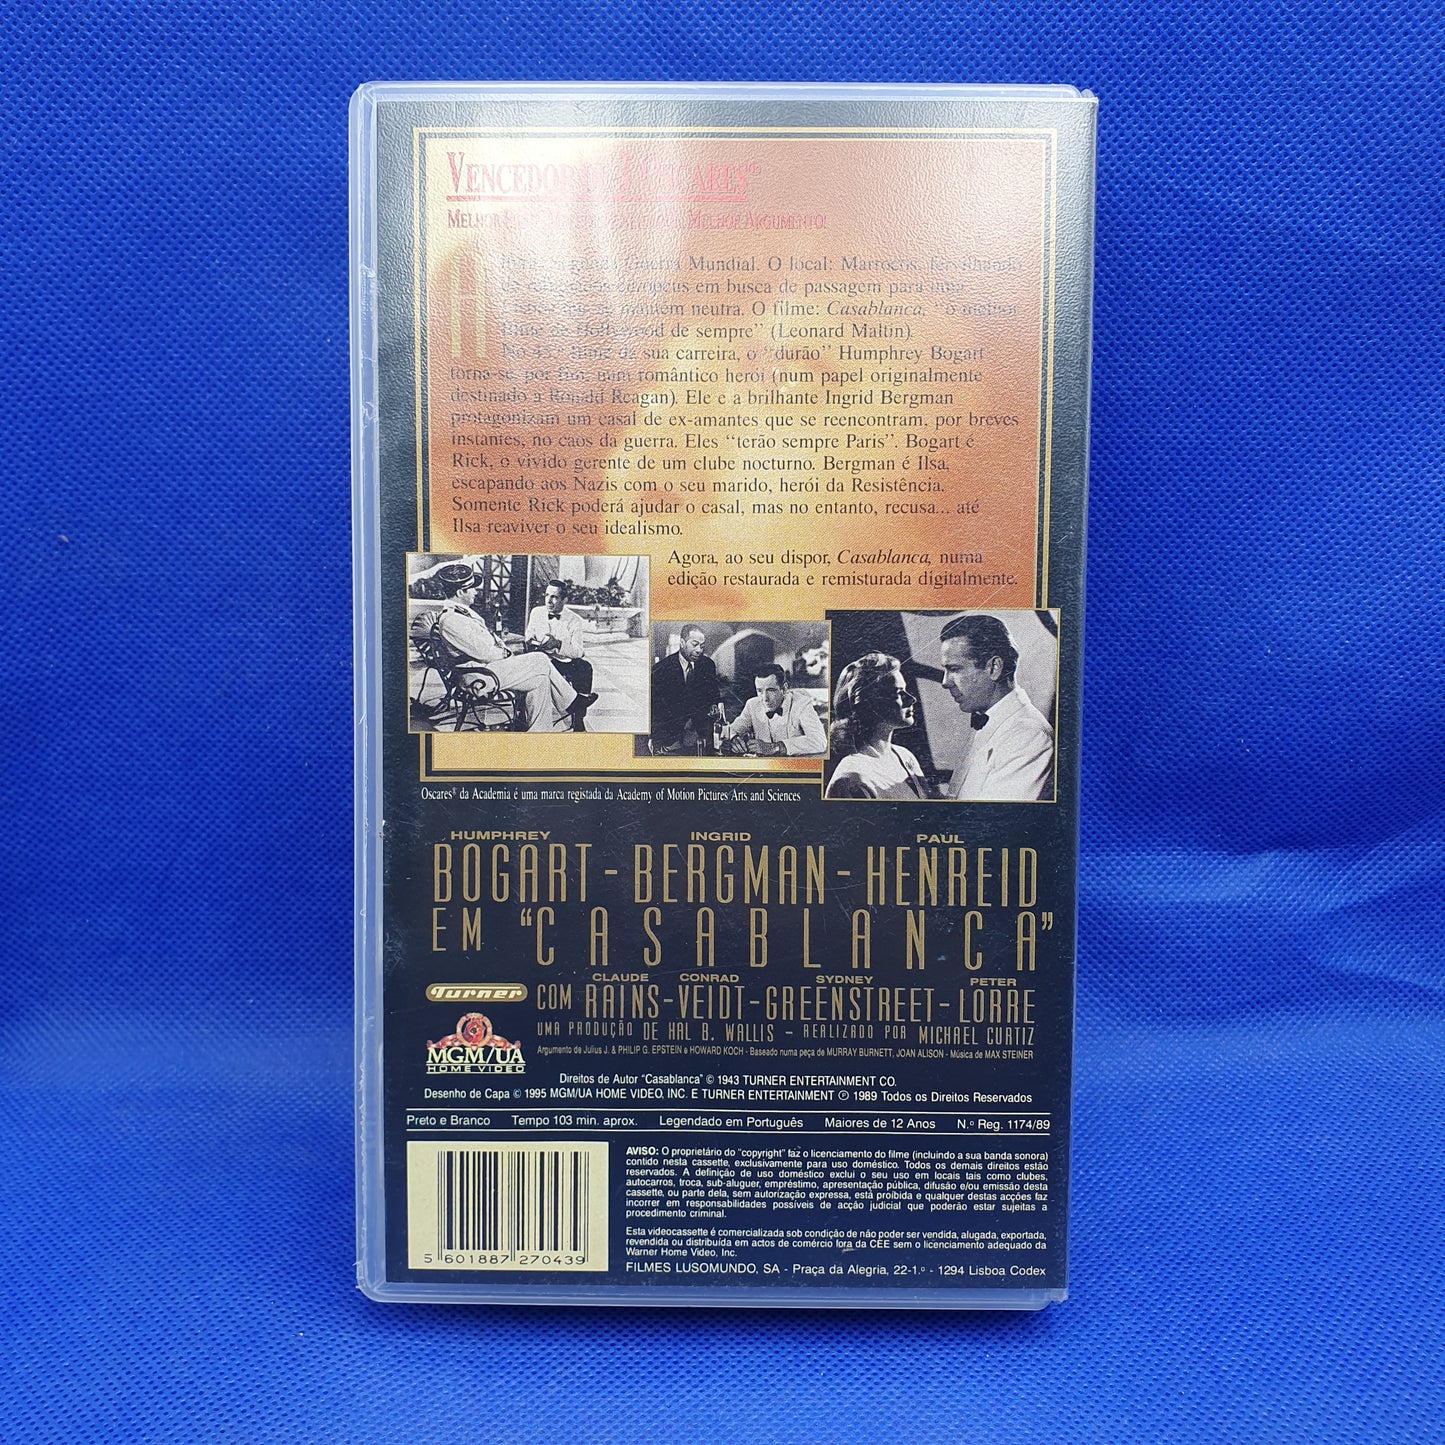 VENCEDOR DE 3 OSCARES®
MELHOR MELHOR ARGUMENTO!
Guerra Mundial. O local: Marrocos, fervilhando
de refugiados europeus em busca de passagem para uma
que se mantém neutra. O filme: Casablanca, “o melhor
filme de Hollywood de sempre” (Leonard Maltin).
No 45.º filme da sua carreira, o “durão” Humphrey Bogart
torna-se, por fim, num romântico herói (num papel originalmente
destinado a Ronald Reagan). Ele e a brilhante Ingrid Bergman
protagonizam um casal de ex-amantes que se reencontram, por breves
instantes, no caos da guerra. Eles “terão sempre Paris”. Bogart é
Rick, o vivido gerente de um clube nocturno. Bergman é Ilsa,
escapando aos Nazis com o seu marido, herói da Resistência.
Somente Rick poderá ajudar o casal, mas no entanto, recusa... até
Ilsa reaviver o seu idealismo.
Agora, ao seu dispor, Casablanca, numa
edição restaurada e remisturada digitalmente.
Oscares® da Academia é uma marca registada da Academy of Motion Pictures Arts and Sciences
HUMPHREY INGRID PAUL
BOGART - BERGMAN - HENREID
EM “CASABLANCA”
CLAUDE CONRAD SYDNEY PETER
COM RAINS - VEIDT - GREENSTREET - LORRE
UMA PRODUÇÃO DE HAL B. WALLIS - REALIZADO POR MICHAEL CURTIZ
Argumento de Julius J. & PHILIP G. EPSTEIN e HOWARD KOCH - Baseado numa peça de MURRAY BURNETT, JOAN ALISON - Música de MAX STEINER
Turner
MGM/UA
HOME VIDEO
Direitos de Autor “Casablanca” © 1943 TURNER ENTERTAINMENT CO.
Desenho de Capa © 1995 MGM/UA HOME VIDEO, INC. E TURNER ENTERTAINMENT ℗ 1989 Todos os Direitos Reservados
Preto e Branco Tempo 103 min. aprox. Legendado em Português Maiores de 12 Anos N.º Reg. 1174/89
AVISO: O proprietário do “copyright” faz o licenciamento do filme (incluindo a sua banda sonora)
contido nesta cassette, exclusivamente para uso doméstico. Todos os demais direitos estão
reservados. A definição de uso doméstico exclui o seu uso em locais tais como clubes,
autocarros, troca, sub-aluguer, empréstimo, apresentação pública, difusão e/ou emissão desta
cassette, ou parte dela, sem autorização expressa, está proibida e qualquer destas acções faz
incorrer em responsabilidades possíveis de acção judicial que poderão estar sujeitas a
procedimento criminal.
Esta videocassette é comercializada sob condição de não poder ser vendida, alugada, exportada,
revendida ou distribuída em actos de comércio fora da CEE sem o licenciamento adequado da
Warner Home Video, Inc.
FILMES LUSOMUNDO, SA - Praça da Alegria, 22-1.º - 1294 Lisboa Codex
5 601887 270439